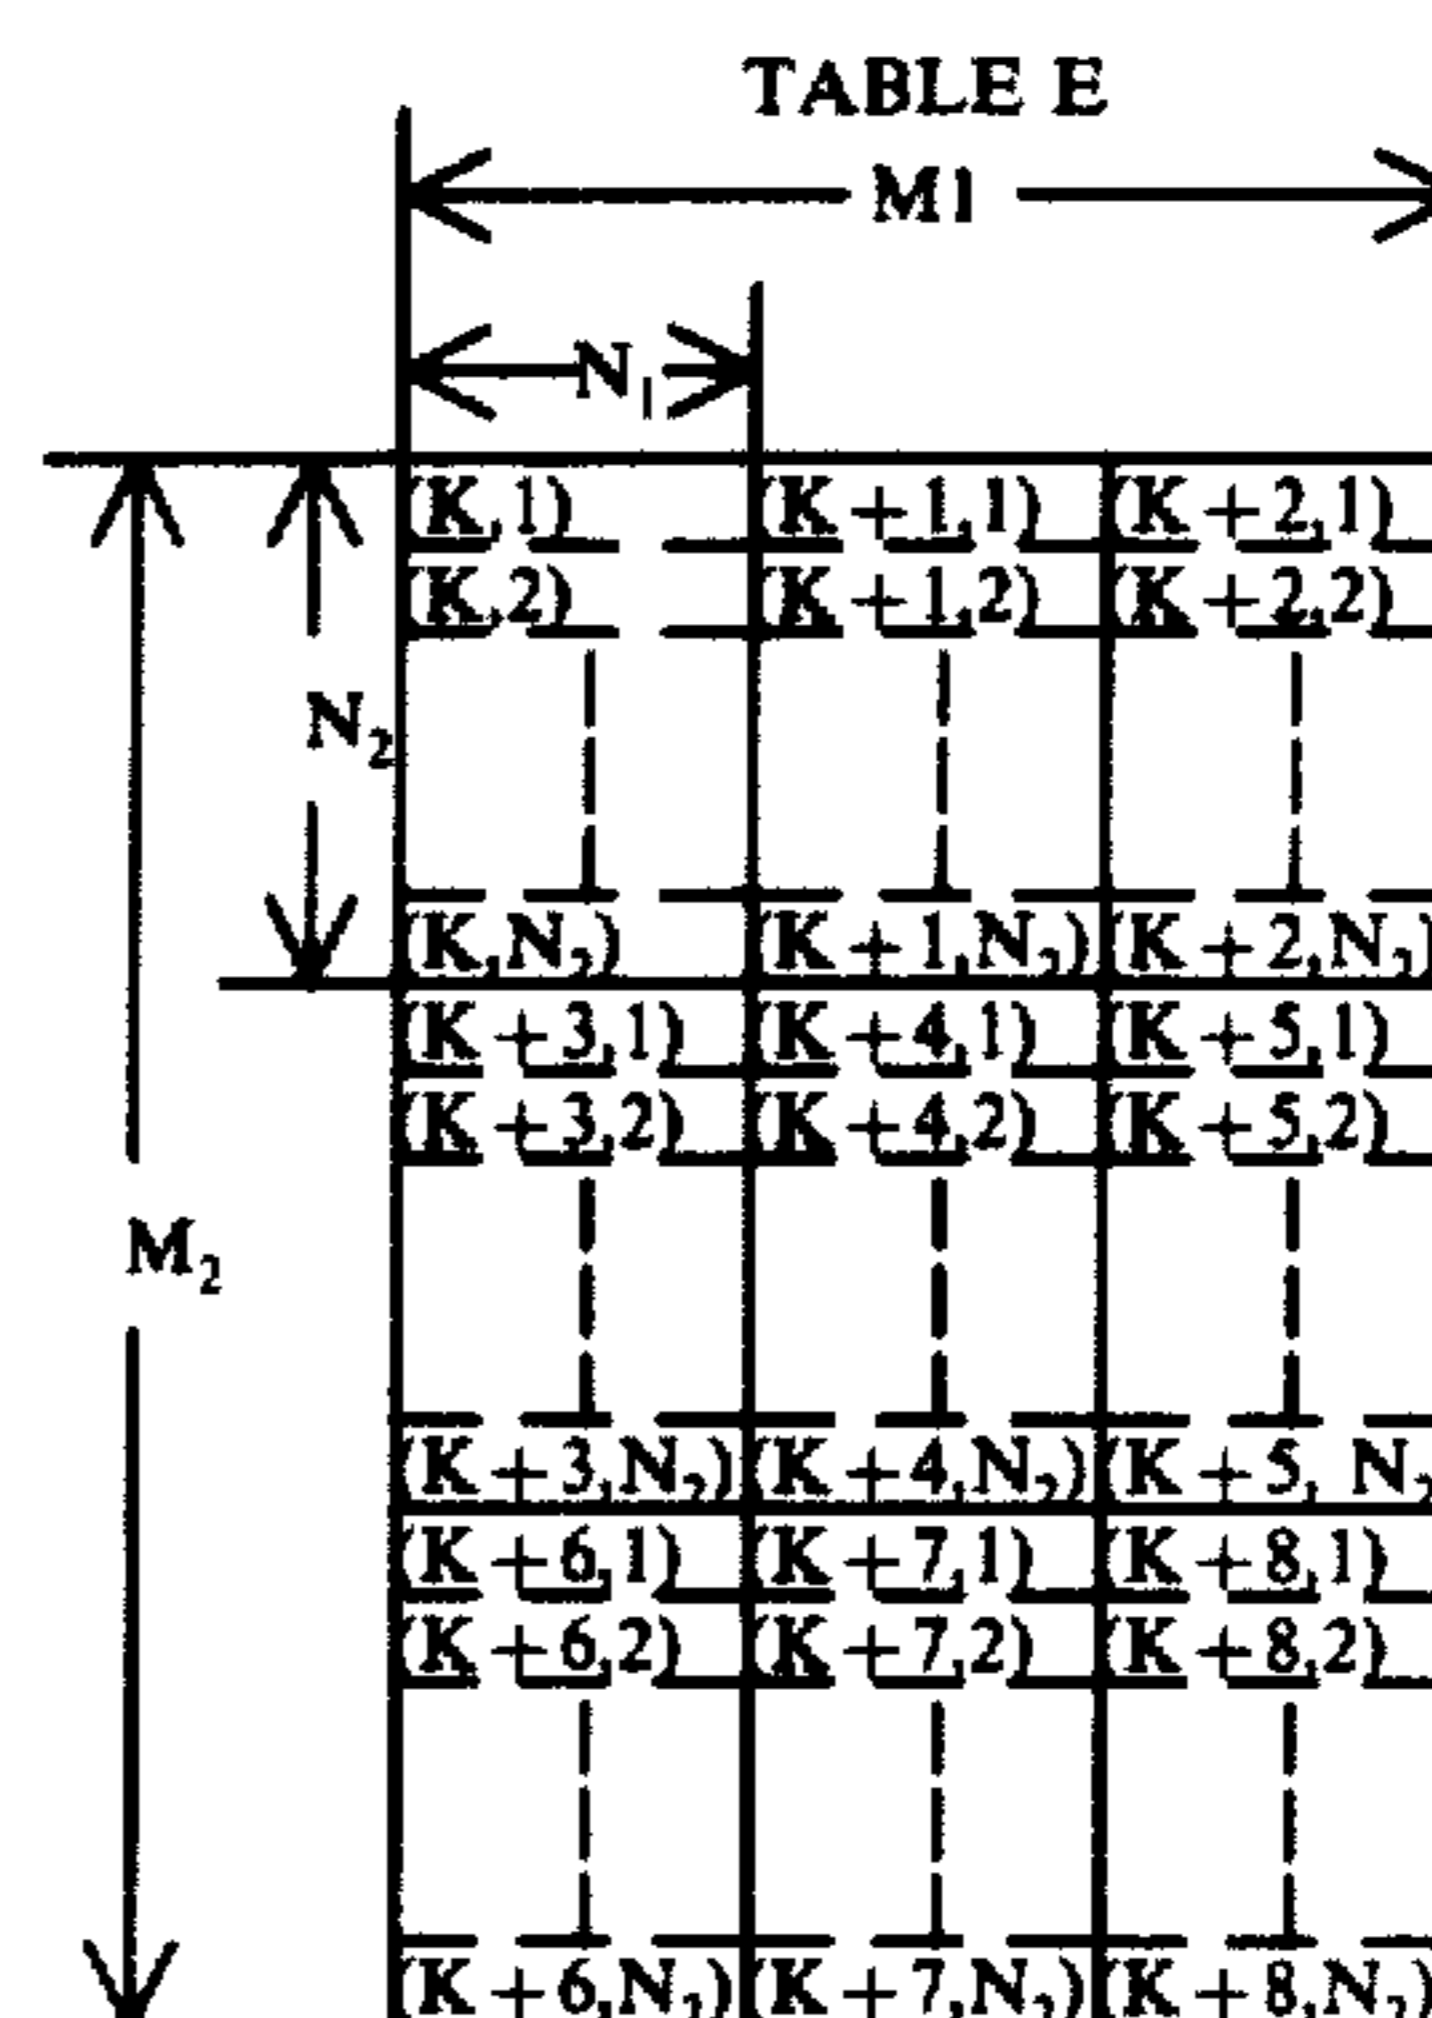 TABLE E
M1
N₁
(K,1) (K+1,1) (K+2,1)
(K,2) (K+1,2) (K+2,2)
N₂
(K,N₂) (K+1,N₂) (K+2,N₂)
(K+3,1) (K+4,1) (K+5,1)
(K+3,2) (K+4,2) (K+5,2)
M₂
(K+3,N₂) (K+4,N₂) (K+5, N₂
(K+6,1) (K+7,1) (K+8,1)
(K+6,2) (K+7,2) (K+8,2)
(K+6,N₂) (K+7,N₂) (K+8,N₂)